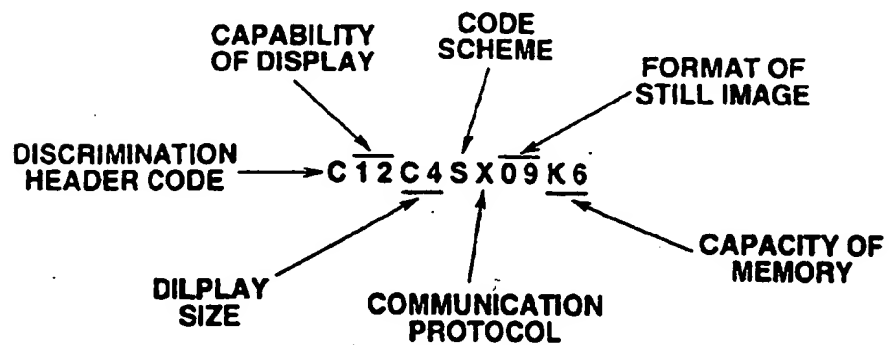 CAPABILITY
OF DISPLAY
CODE
SCHEME
FORMAT OF
STILL IMAGE
DISCRIMINATION
HEADER CODE
C12C4SX09K6
DILPLAY
SIZE
COMMUNICATION
PROTOCOL
CAPACITY OF
MEMORY